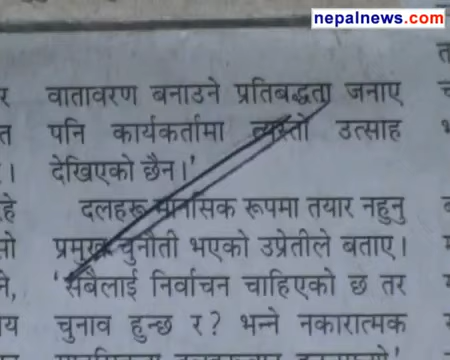 nepalnews.com
वातावरण बनाउने प्रतिबद्धता जनाए
पनि कार्यकर्तामा त्यस्तो उत्साह
देखिएको छैन।'
दलहरू मानसिक रूपमा तयार नहुनु
प्रमुख चुनौती भएको उप्रेतीले बताए।
'सबैलाई निर्वाचन चाहिएको छ तर
चुनाव हुन्छ र? भन्ने नकारात्मक